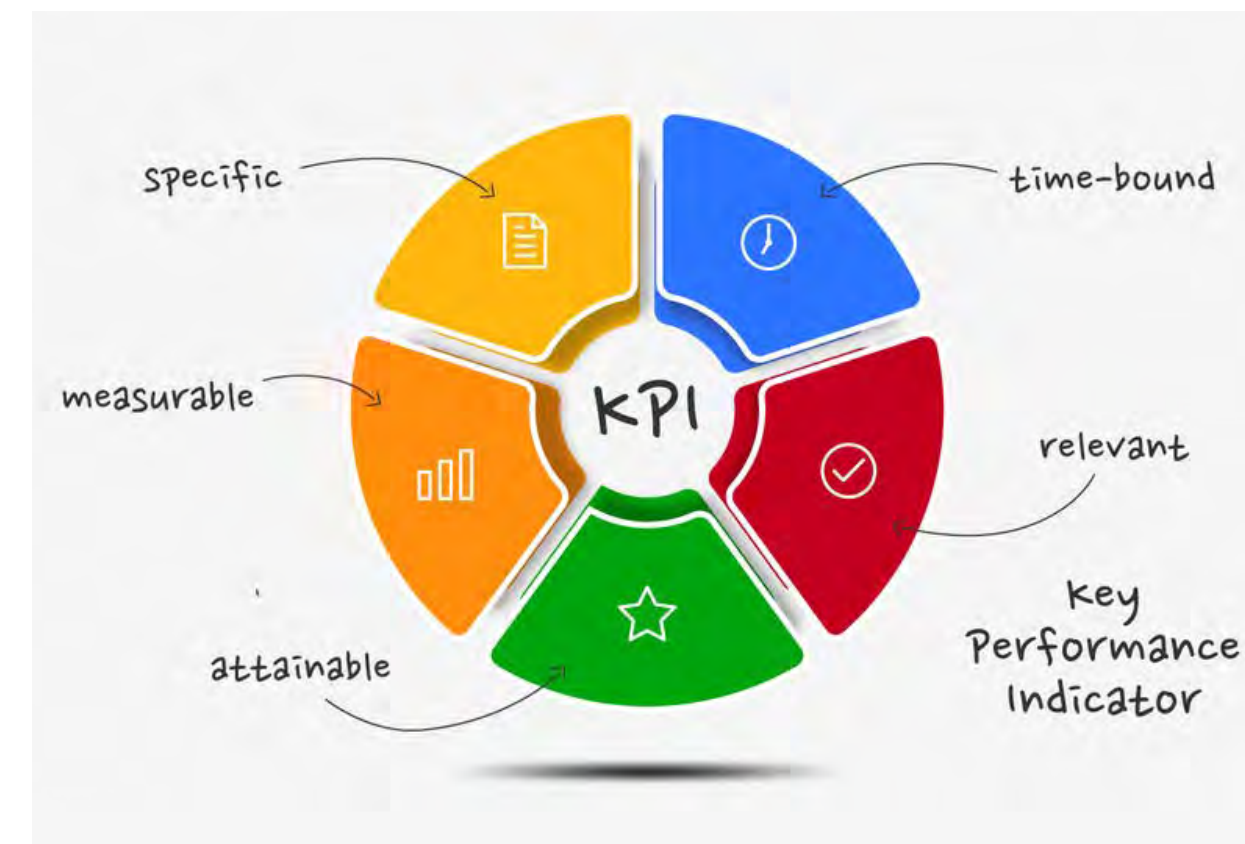 specific
time-bound
measurable
KPI
relevant
attainable
Key
Performance
Indicator